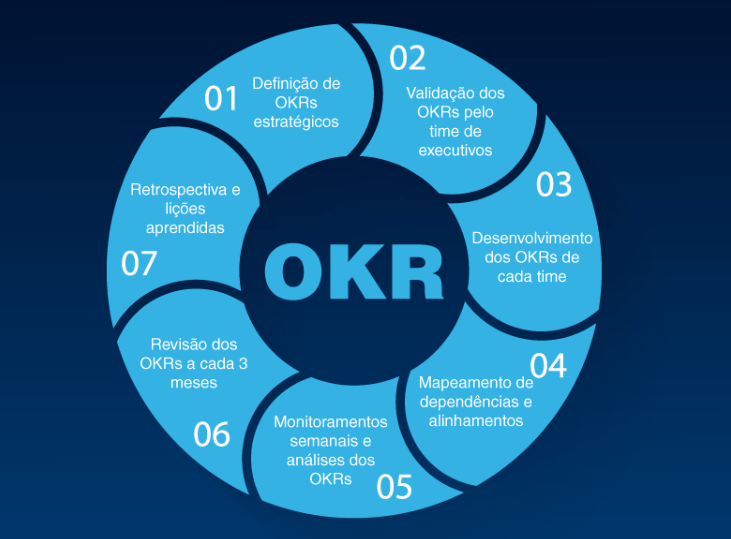 01
Definição de
OKRs
estratégicos
02
Validação dos
OKRs pelo
time de
executivos
03
Desenvolvimento
dos OKRs de
cada time
04
Mapeamento de
dependências e
alinhamentos
05
Monitoramentos
semanais e
análises dos
OKRs
06
Revisão dos
OKRs a cada 3
meses
07
Retrospectiva e
lições
aprendidas
OKR